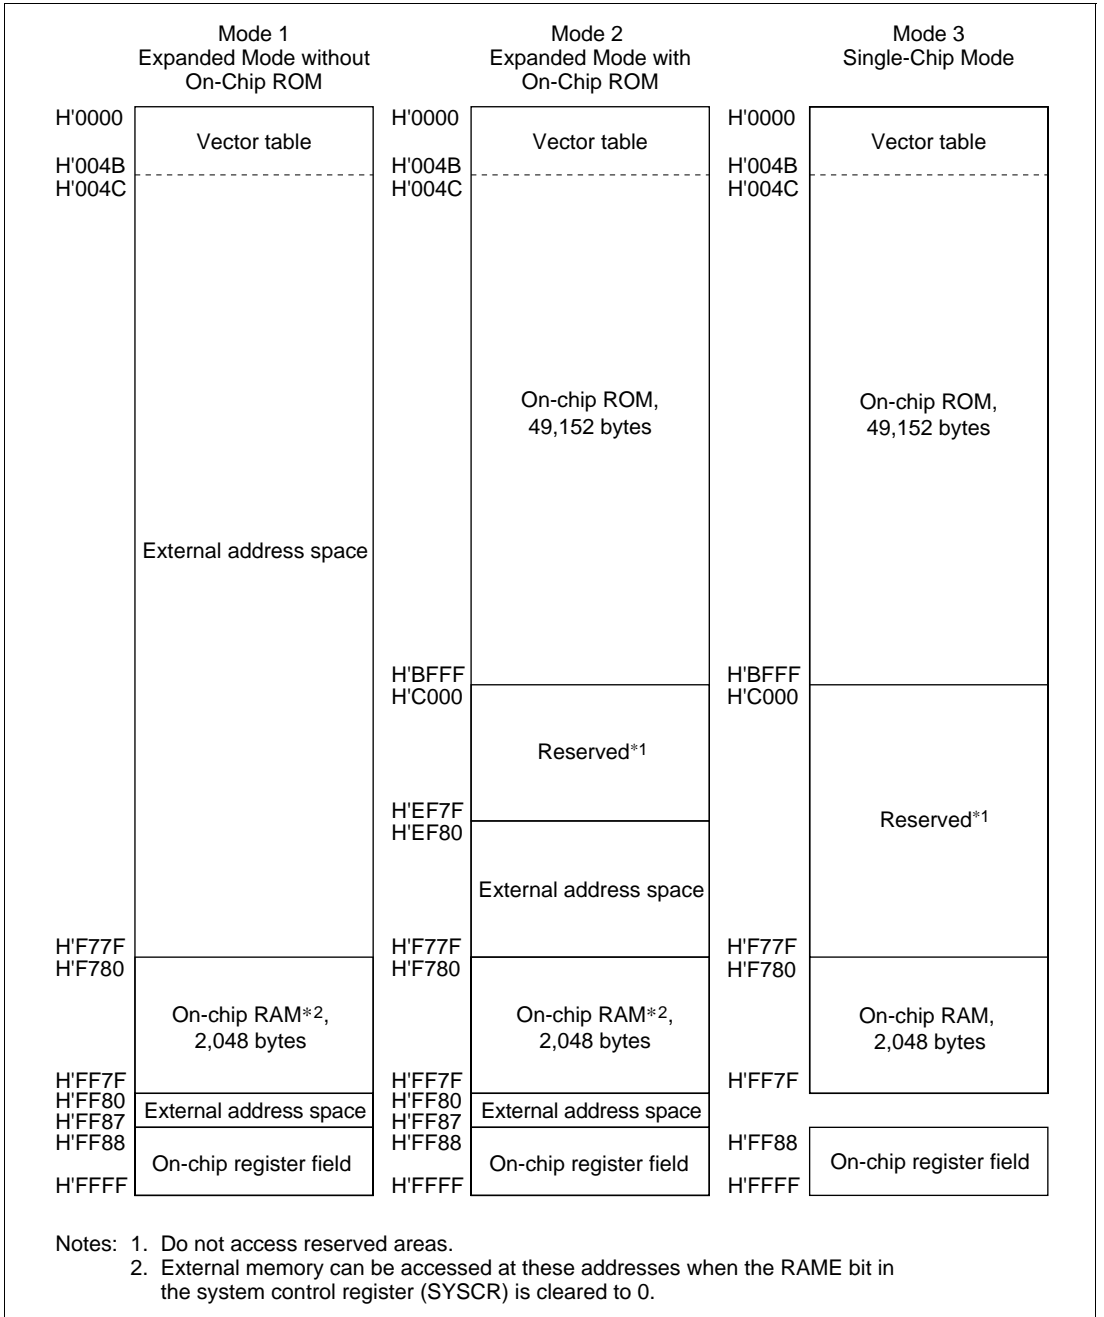 Mode 1
Expanded Mode without
On-Chip ROM
H'0000
Vector table
H'004B
H'004C
External address space
H'F77F
H'F780
On-chip RAM*2,
2,048 bytes
H'FF7F
H'FF80
External address space
H'FF87
H'FF88
On-chip register field
H'FFFF
Mode 2
Expanded Mode with
On-Chip ROM
H'0000
Vector table
H'004B
H'004C
On-chip ROM,
49,152 bytes
H'BFFF
H'C000
Reserved*1
H'EF7F
H'EF80
External address space
H'F77F
H'F780
On-chip RAM*2,
2,048 bytes
H'FF7F
H'FF80
External address space
H'FF87
H'FF88
On-chip register field
H'FFFF
Mode 3
Single-Chip Mode
H'0000
Vector table
H'004B
H'004C
On-chip ROM,
49,152 bytes
H'BFFF
H'C000
Reserved*1
H'F77F
H'F780
On-chip RAM,
2,048 bytes
H'FF7F
H'FF88
On-chip register field
H'FFFF
Notes: 1. Do not access reserved areas.
2. External memory can be accessed at these addresses when the RAME bit in
the system control register (SYSCR) is cleared to 0.